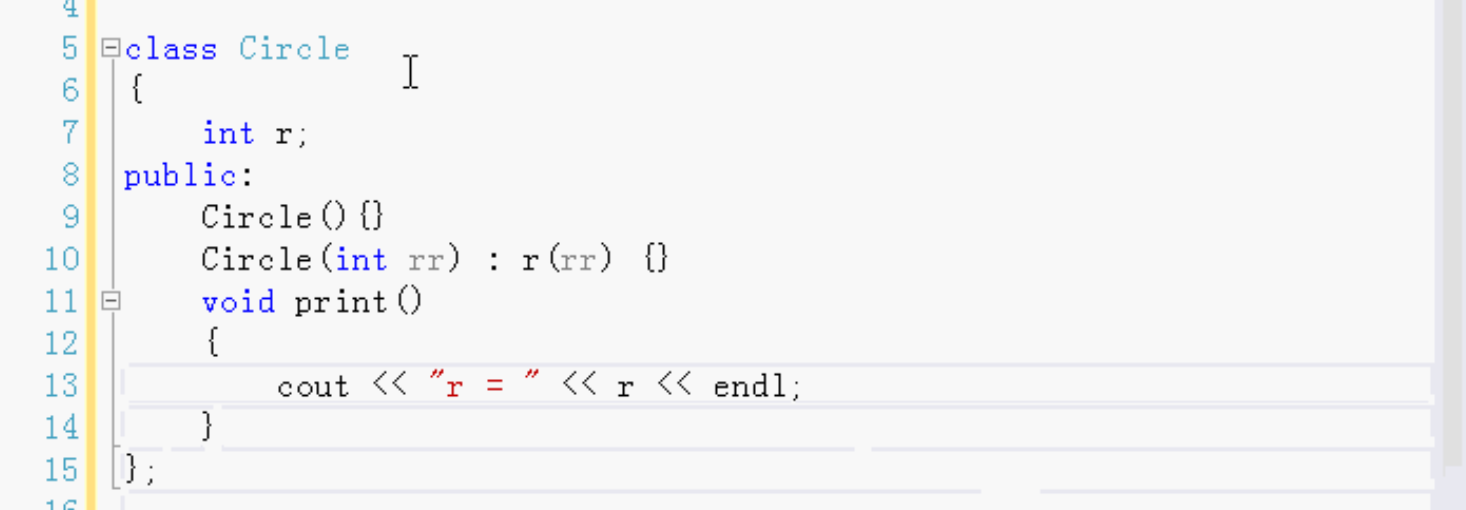 4
5 class Circle
6 {
7 int r;
8 public:
9 Circle(){}
10 Circle(int rr) : r(rr) {}
11 void print()
12 {
13 cout << "r = " << r << endl;
14 }
15 };
16